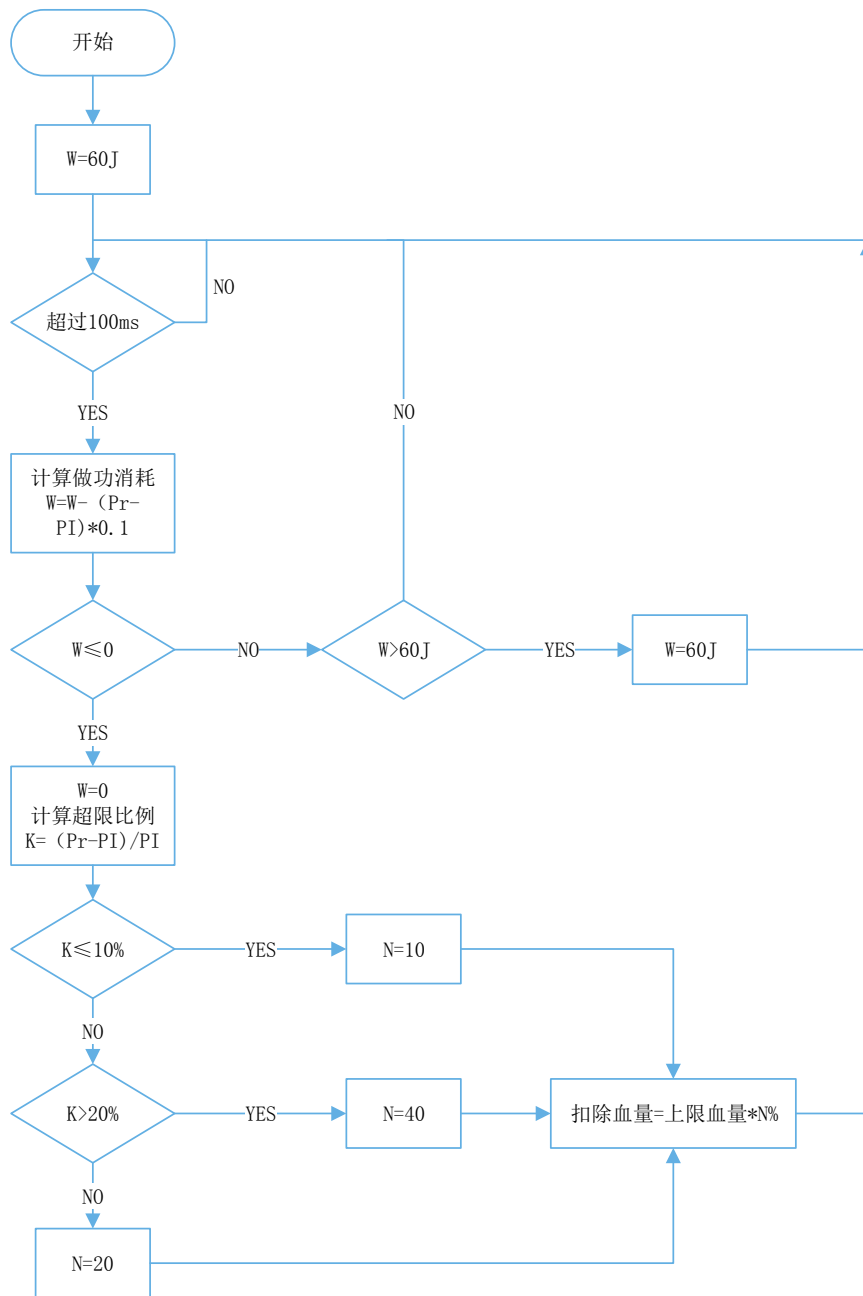 开始
W=60J
NO
超过100ms
YES
NO
计算做功消耗
W=W-（Pr-
PI)*0.1
W≤0
NO
W>60J
YES
W=60J
YES
W=0
计算超限比例
K=（Pr-PI)/PI
K≤10%
YES
N=10
NO
K>20%
YES
N=40
扣除血量=上限血量*N%
NO
N=20